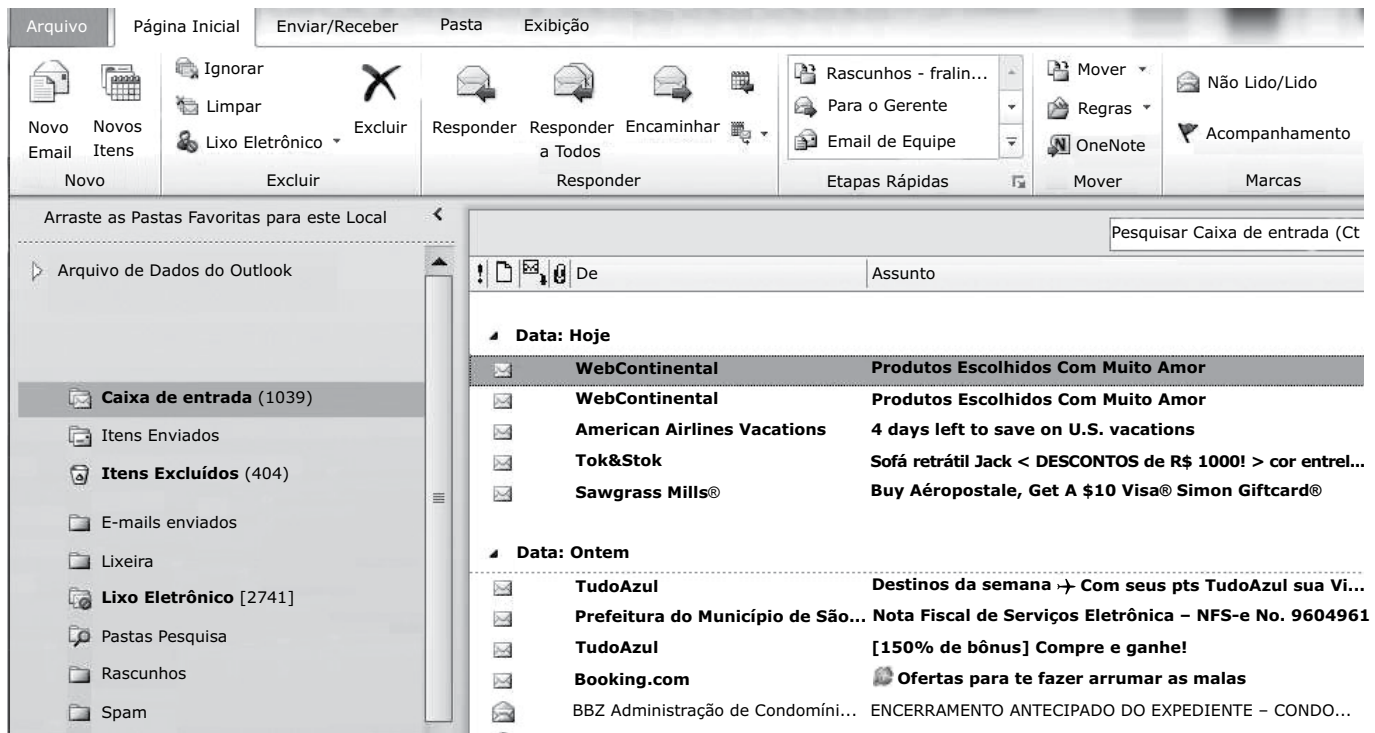 Arquivo Página Inicial Enviar/Receber Pasta Exibição
Novo Email
Novos Itens
Novo
Ignorar
Limpar
Lixo Eletrônico
Excluir
Excluir
Responder
Responder a Todos
Encaminhar
Responder
Rascunhos - fralin...
Para o Gerente
Email de Equipe
Etapas Rápidas
Mover
Regras
OneNote
Mover
Não Lido/Lido
Acompanhamento
Marcas
Arraste as Pastas Favoritas para este Local
Arquivo de Dados do Outlook
Caixa de entrada (1039)
Itens Enviados
Itens Excluídos (404)
E-mails enviados
Lixeira
Lixo Eletrônico [2741]
Pastas Pesquisa
Rascunhos
Spam
Pesquisar Caixa de entrada (Ct
De Assunto
Data: Hoje
WebContinental Produtos Escolhidos Com Muito Amor
WebContinental Produtos Escolhidos Com Muito Amor
American Airlines Vacations 4 days left to save on U.S. vacations
Tok&Stok Sofá retrátil Jack < DESCONTOS de R$ 1000! > cor entrel...
Sawgrass Mills® Buy Aéropostale, Get A $10 Visa® Simon Giftcard®
Data: Ontem
TudoAzul Destinos da semana ✈ Com seus pts TudoAzul sua Vi...
Prefeitura do Município de São... Nota Fiscal de Serviços Eletrônica – NFS-e No. 9604961
TudoAzul [150% de bônus] Compre e ganhe!
Booking.com Ofertas para te fazer arrumar as malas
BBZ Administração de Condomíni... ENCERRAMENTO ANTECIPADO DO EXPEDIENTE – CONDO...